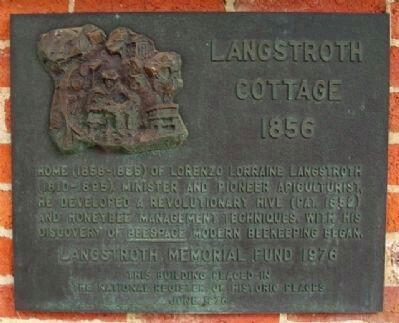 LANGSTROTH
COTTAGE
1856
HOME (1858-1886) OF LORENZO LORRAINE LANGSTROTH
(1810-1895), MINISTER AND PIONEER APICULTURIST.
HE DEVELOPED A REVOLUTIONARY HIVE (PAT. 1852)
AND HONEYBEE MANAGEMENT TECHNIQUES. WITH HIS
DISCOVERY OF BEESPACE MODERN BEEKEEPING BEGAN.
LANGSTROTH MEMORIAL FUND 1976
THIS BUILDING PLACED IN
THE NATIONAL REGISTER OF HISTORIC PLACES
JUNE 1976